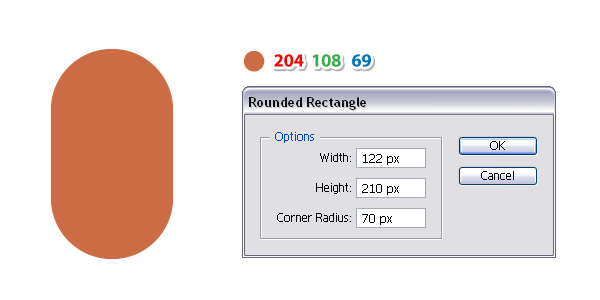 204 108 69
Rounded Rectangle
Options
Width: 122 px
OK
Height: 210 px
Cancel
Corner Radius: 70 px